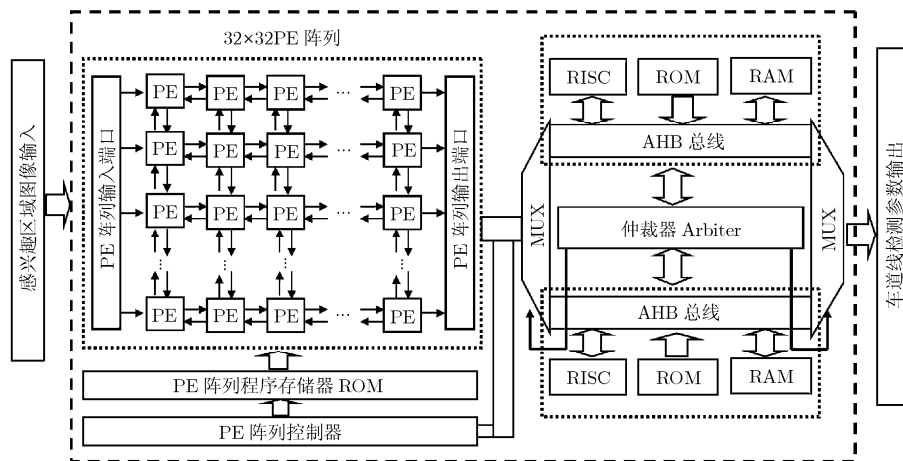 32×32PE 阵列
感兴趣区域图像输入
PE 阵列输入端口
PE PE PE ··· PE
PE PE PE ··· PE
PE PE PE ··· PE
··· ··· ··· ···
PE PE PE ··· PE
PE 阵列输出端口
PE 阵列程序存储器 ROM
PE 阵列控制器
MUX
RISC ROM RAM
AHB 总线
仲裁器 Arbiter
AHB 总线
RISC ROM RAM
MUX
车道线检测参数输出